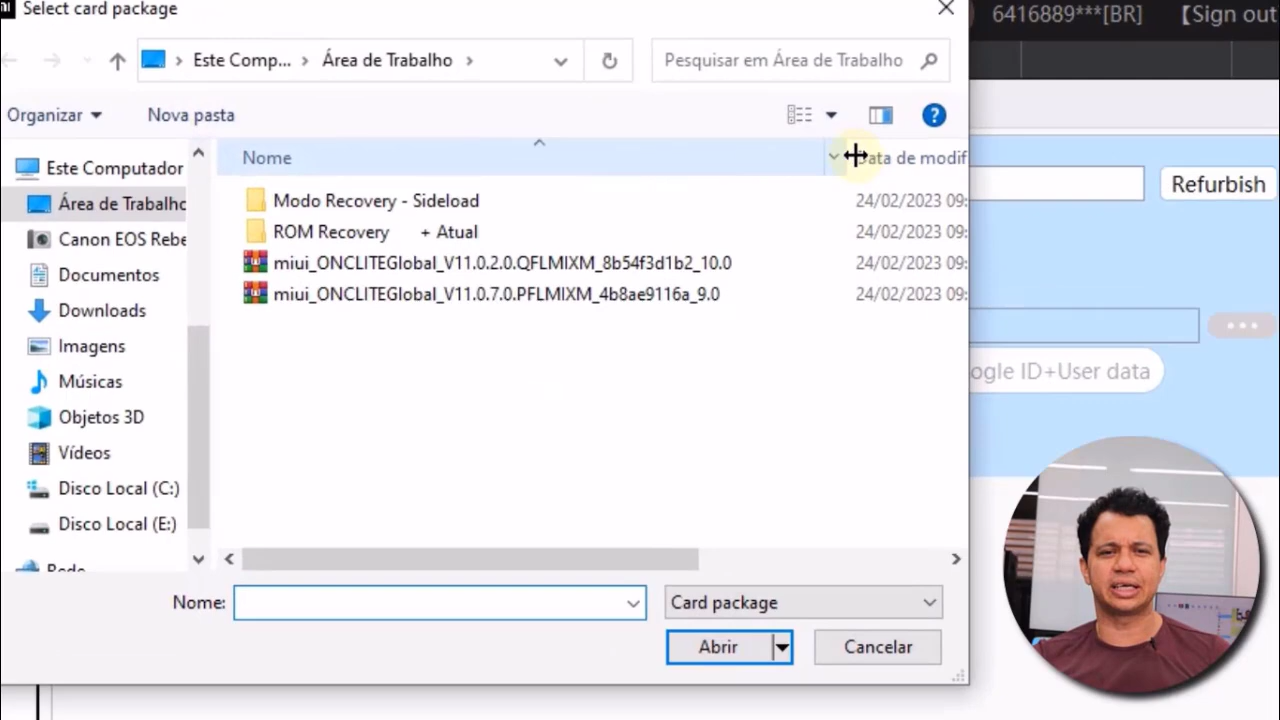 Select card package
6416889***[BR]
【Sign out
Este Comp...
Área de Trabalho
Pesquisar em Área de Trabalho
Organizar
Nova pasta
?
Nome
Data de modif
Este Computador
Área de Trabalho
Canon EOS Rebe
Documentos
Downloads
Imagens
Músicas
Objetos 3D
Vídeos
Disco Local (C:)
Disco Local (E:)
Rede
Modo Recovery - Sideload
24/02/2023 09:
ROM Recovery + Atual
24/02/2023 09:
miui_ONCLITEGlobal_V11.0.2.0.QFLMIXM_8b54f3d1b2_10.0
24/02/2023 09:
miui_ONCLITEGlobal_V11.0.7.0.PFLMIXM_4b8ae9116a_9.0
24/02/2023 09:
Refurbish
ogle ID+User data
Nome:
Card package
Abrir
Cancelar